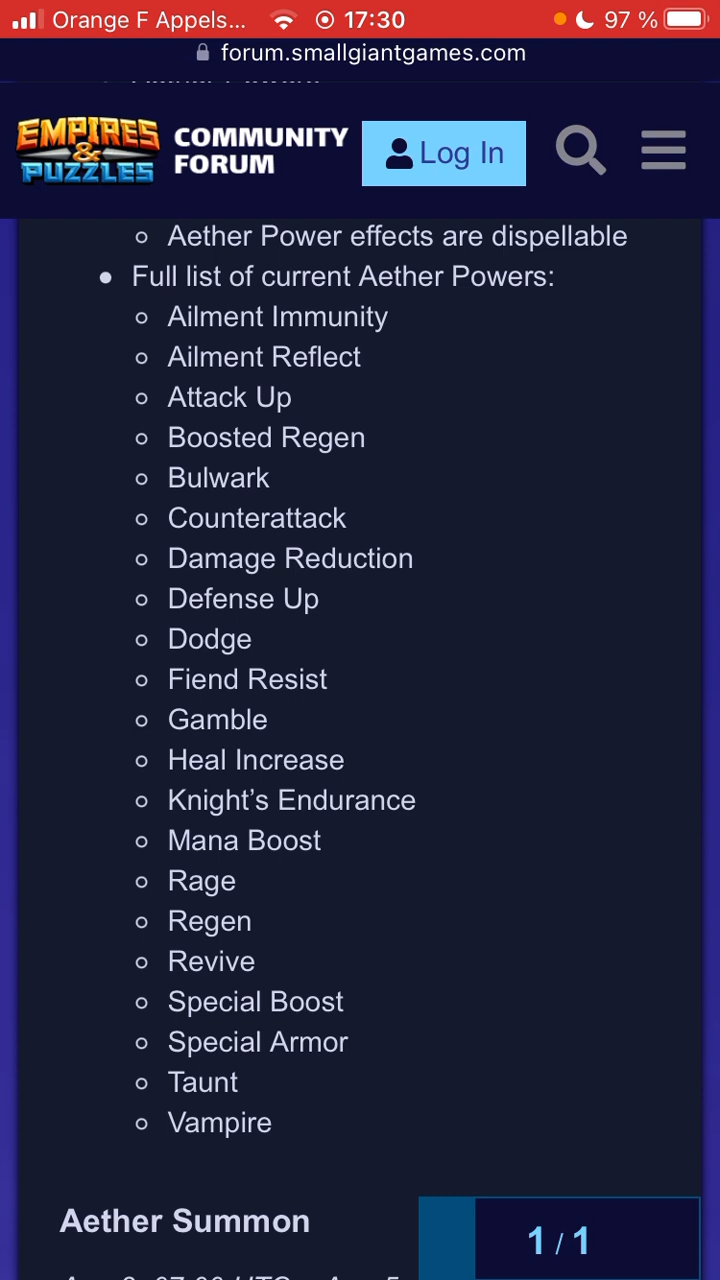 Orange F Appels... 17:30 97 %
forum.smallgiantgames.com
EMPIRES & PUZZLES
COMMUNITY FORUM
Log In
Aether Power effects are dispellable
Full list of current Aether Powers:
Ailment Immunity
Ailment Reflect
Attack Up
Boosted Regen
Bulwark
Counterattack
Damage Reduction
Defense Up
Dodge
Fiend Resist
Gamble
Heal Increase
Knight’s Endurance
Mana Boost
Rage
Regen
Revive
Special Boost
Special Armor
Taunt
Vampire
Aether Summon
1 / 1